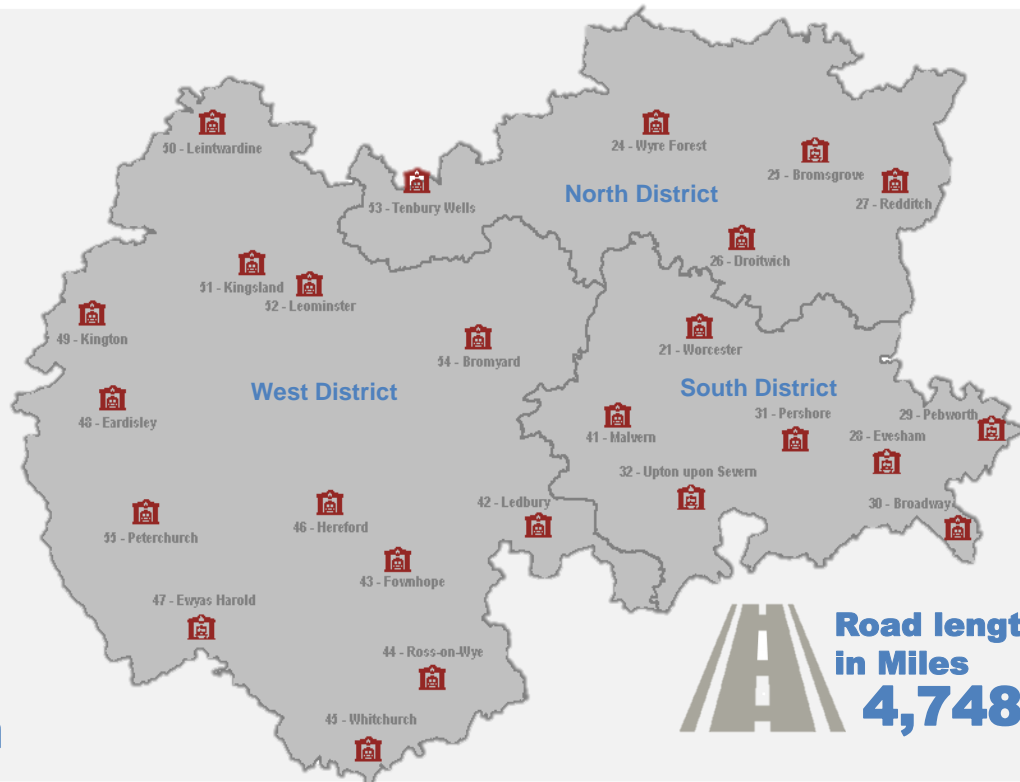 50 - Leintwardine
24 - Wyre Forest
25 - Bromsgrove
53 - Tenbury Wells
North District
27 - Redditch
26 - Droitwich
51 - Kingsland
52 - Leominster
49 - Kington
21 - Worcester
54 - Bromyard
West District
South District
48 - Eardisley
31 - Pershore
29 - Pebworth
41 - Malvern
28 - Evesham
32 - Upton upon Severn
42 - Ledbury
30 - Broadway
46 - Hereford
55 - Peterchurch
43 - Fownhope
47 - Ewyas Harold
44 - Ross-on-Wye
45 - Whitchurch
Road lengt
in Miles
4,748